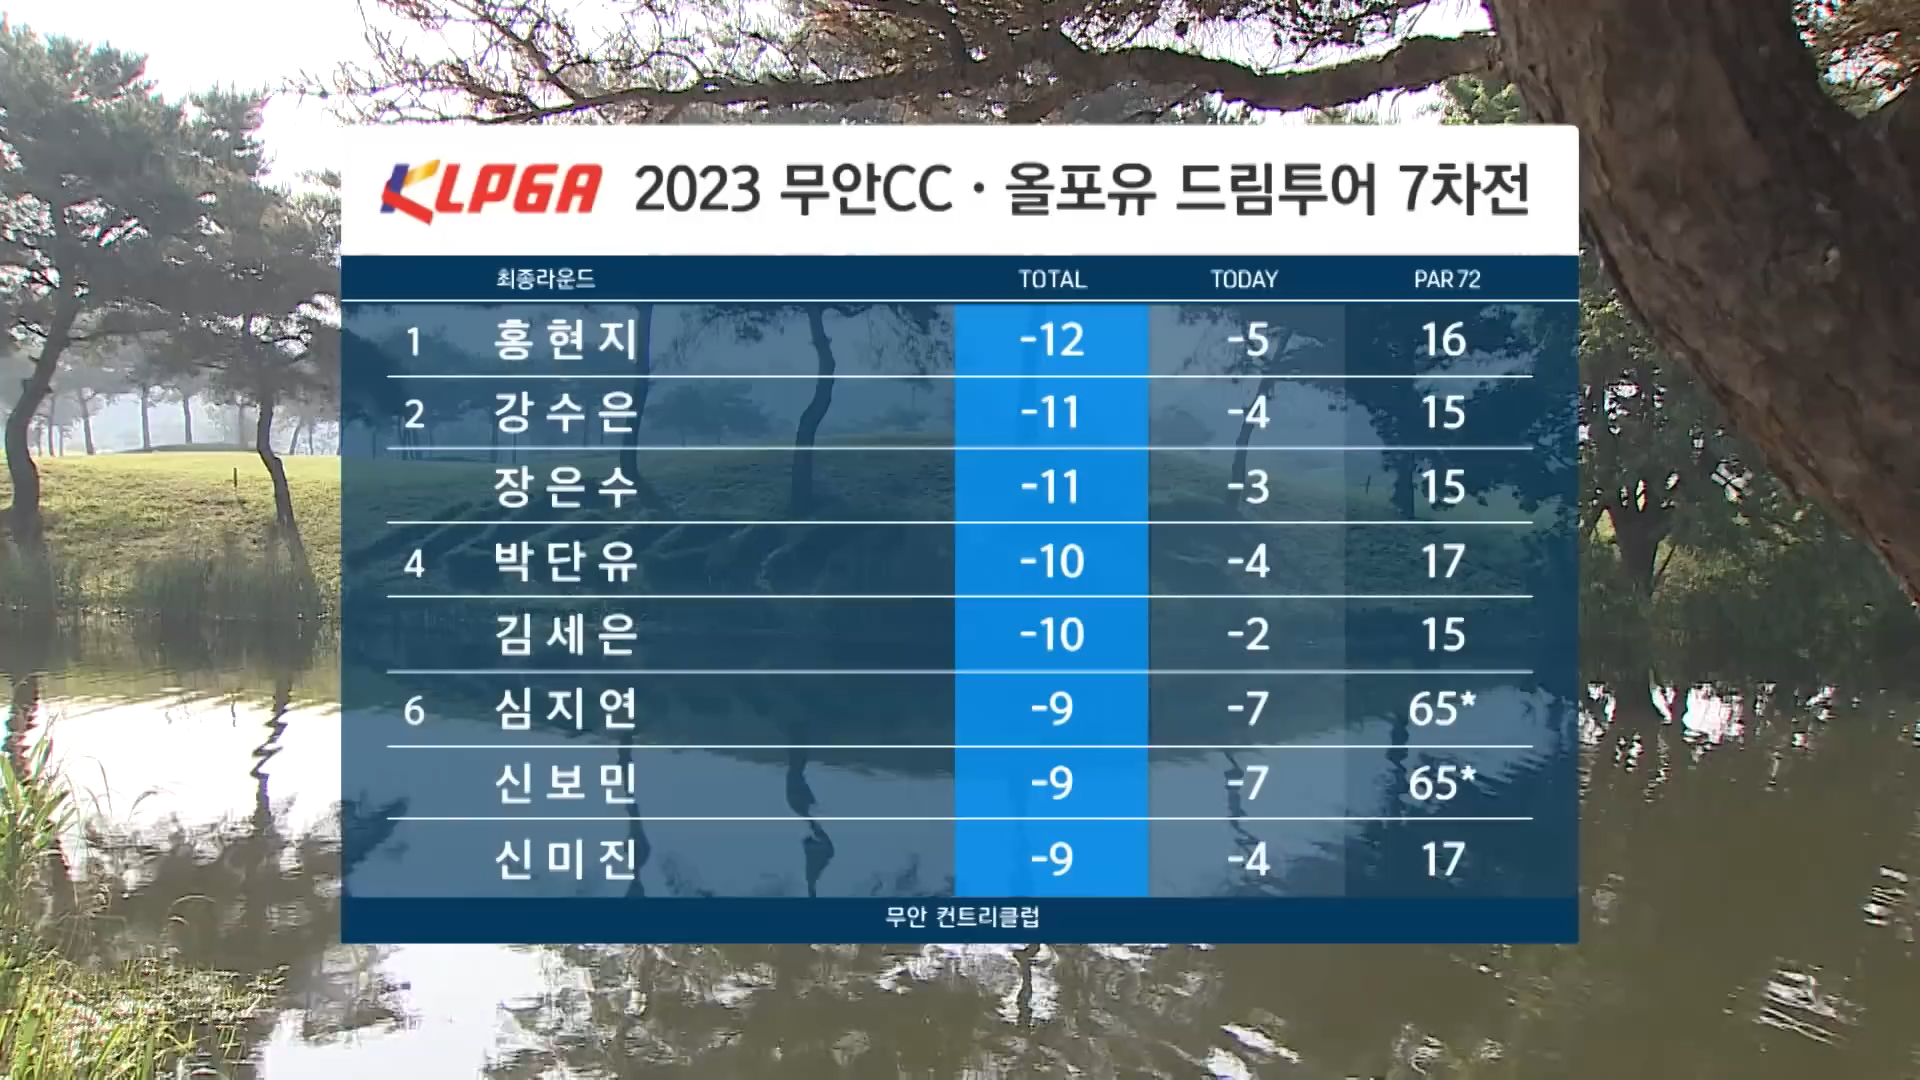 KLPGA 2023 무안CC · 올포유 드림투어 7차전
최종라운드 TOTAL TODAY PAR 72
1 홍현지 -12 -5 16
2 강수은 -11 -4 15
장은수 -11 -3 15
4 박단유 -10 -4 17
김세은 -10 -2 15
6 심지연 -9 -7 65*
신보민 -9 -7 65*
신미진 -9 -4 17
무안 컨트리클럽